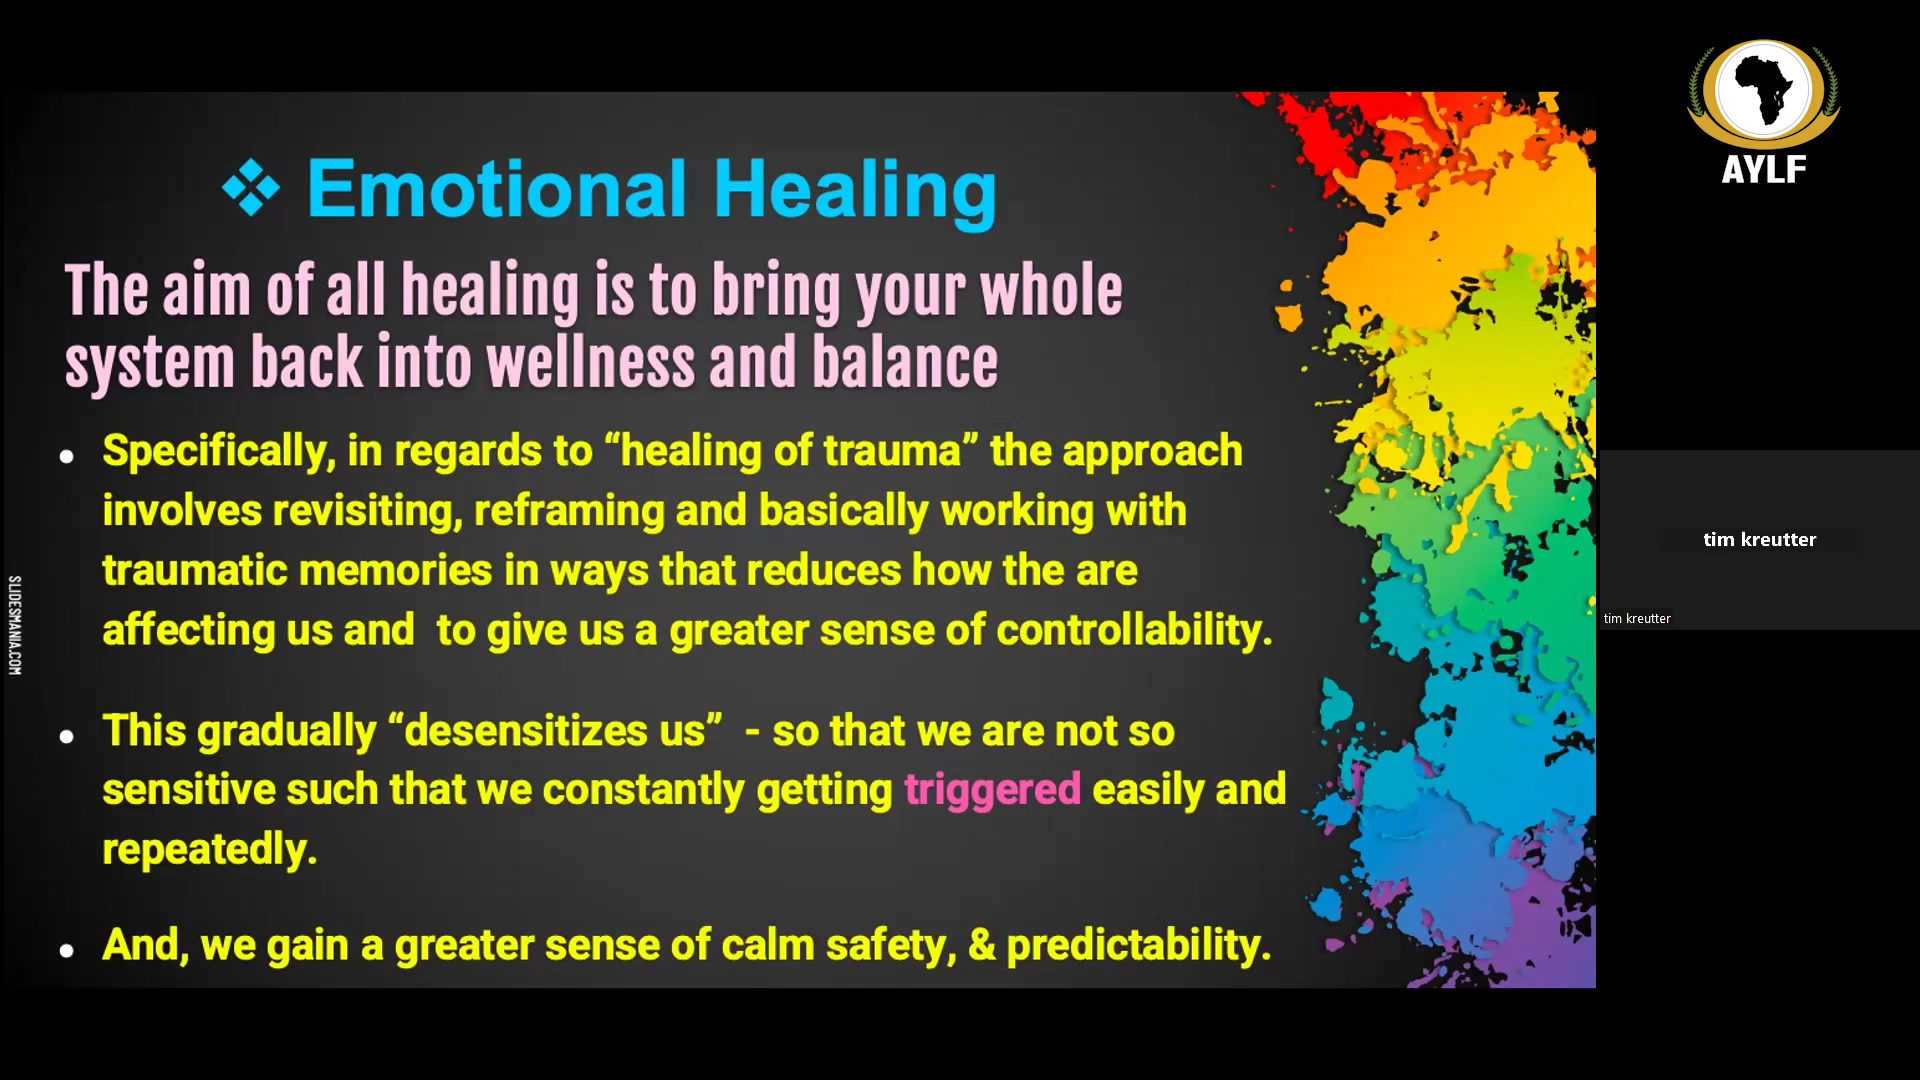 AYLF
❖ Emotional Healing
The aim of all healing is to bring your whole
system back into wellness and balance
• Specifically, in regards to “healing of trauma” the approach
involves revisiting, reframing and basically working with
traumatic memories in ways that reduces how the are
affecting us and  to give us a greater sense of controllability.
• This gradually “desensitizes us”  - so that we are not so
sensitive such that we constantly getting triggered easily and
repeatedly.
• And, we gain a greater sense of calm safety, & predictability.
SLIDESMANIA.COM
tim kreutter
tim kreutter